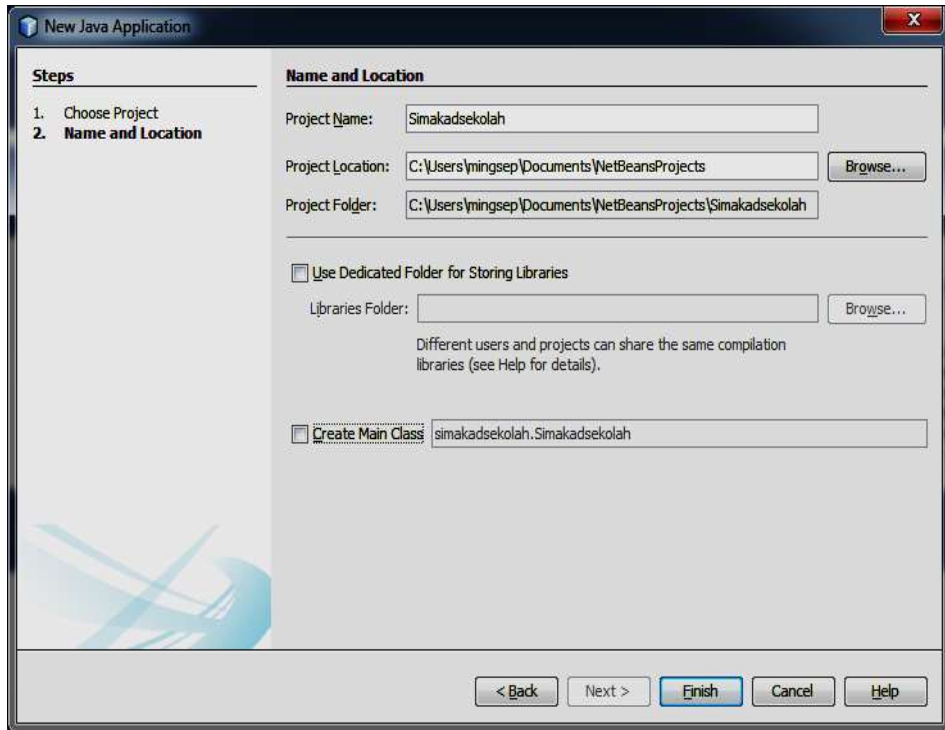 New Java Application
Steps
1. Choose Project
2. Name and Location
Name and Location
Project Name: Simakadsekolah
Project Location: C:\Users\mingsep\Documents\NetBeansProjects Browse...
Project Folder: C:\Users\mingsep\Documents\NetBeansProjects\Simakadsekolah
Use Dedicated Folder for Storing Libraries
Libraries Folder: Browse...
Different users and projects can share the same compilation
libraries (see Help for details).
Create Main Class simakadsekolah.Simakadsekolah
< Back Next > Finish Cancel Help